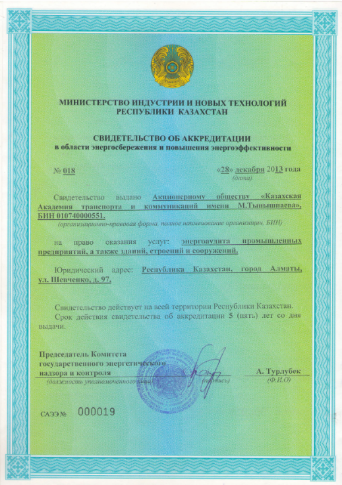 МИНИСТЕРСТВО ИНДУСТРИИ И НОВЫХ ТЕХНОЛОГИЙ
РЕСПУБЛИКИ КАЗАХСТАН
СВИДЕТЕЛЬСТВО ОБ АККРЕДИТАЦИИ
в области энергосбережения и повышения энергоэффективности
№ 018
«28» декабря 2013 года
(дата)
Свидетельство выдано Акционерному обществу «Казахская
Академия транспорта и коммуникаций имени М.Тынышпаева»,
БИН 010740000551.
(организационно-правовая форма, полное наименование организации, БИН)
на право оказания услуг: энергоаудита промышленных
предприятий, а также зданий, строений и сооружений.
Юридический адрес: Республика Казахстан, город Алматы,
ул. Шевченко, д. 97.
Свидетельство действует на всей территории Республики Казахстан.
Срок действия свидетельства об аккредитации 5 (пять) лет со дня
выдачи.
Председатель Комитета
государственного энергетического
надзора и контроля
А. Турлубек
(должность уполномоченного лица)
(подпись)
(Ф.И.О)
САЭЭ№ 000019